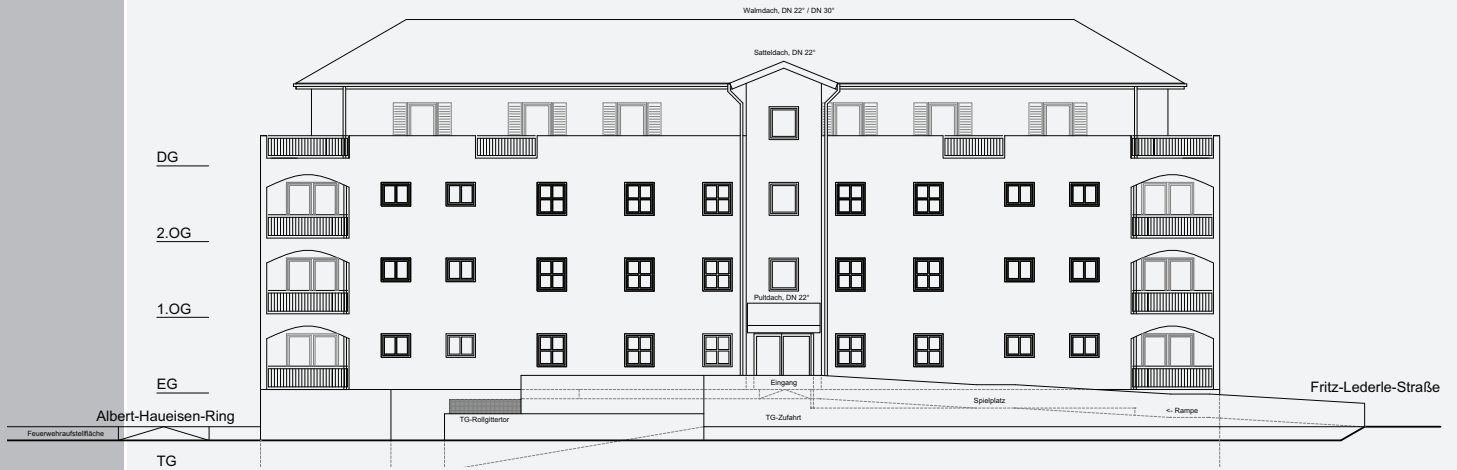 Walmdach, DN 22° / DN 30°
Satteldach, DN 22°
DG
2.OG
Pultdach, DN 22°
1.OG
EG
Eingang
Fritz-Lederle-Straße
Spielplatz
<- Rampe
Albert-Haueisen-Ring
TG-Rollgittertor
TG-Zufahrt
Feuerwehraufstellfläche
TG